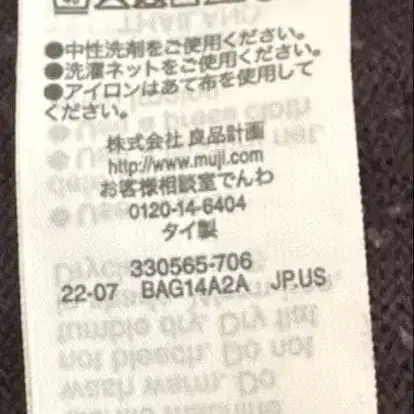 ●中性洗剤をご使用ください。
●洗濯ネットをご使用ください。
●アイロンはあて布を使用して
ください。
株式会社 良品計画
http://www.muji.com
お客様相談室でんわ
0120-14-6404
タイ製
330565-706
22-07 BAG14A2A JP.US